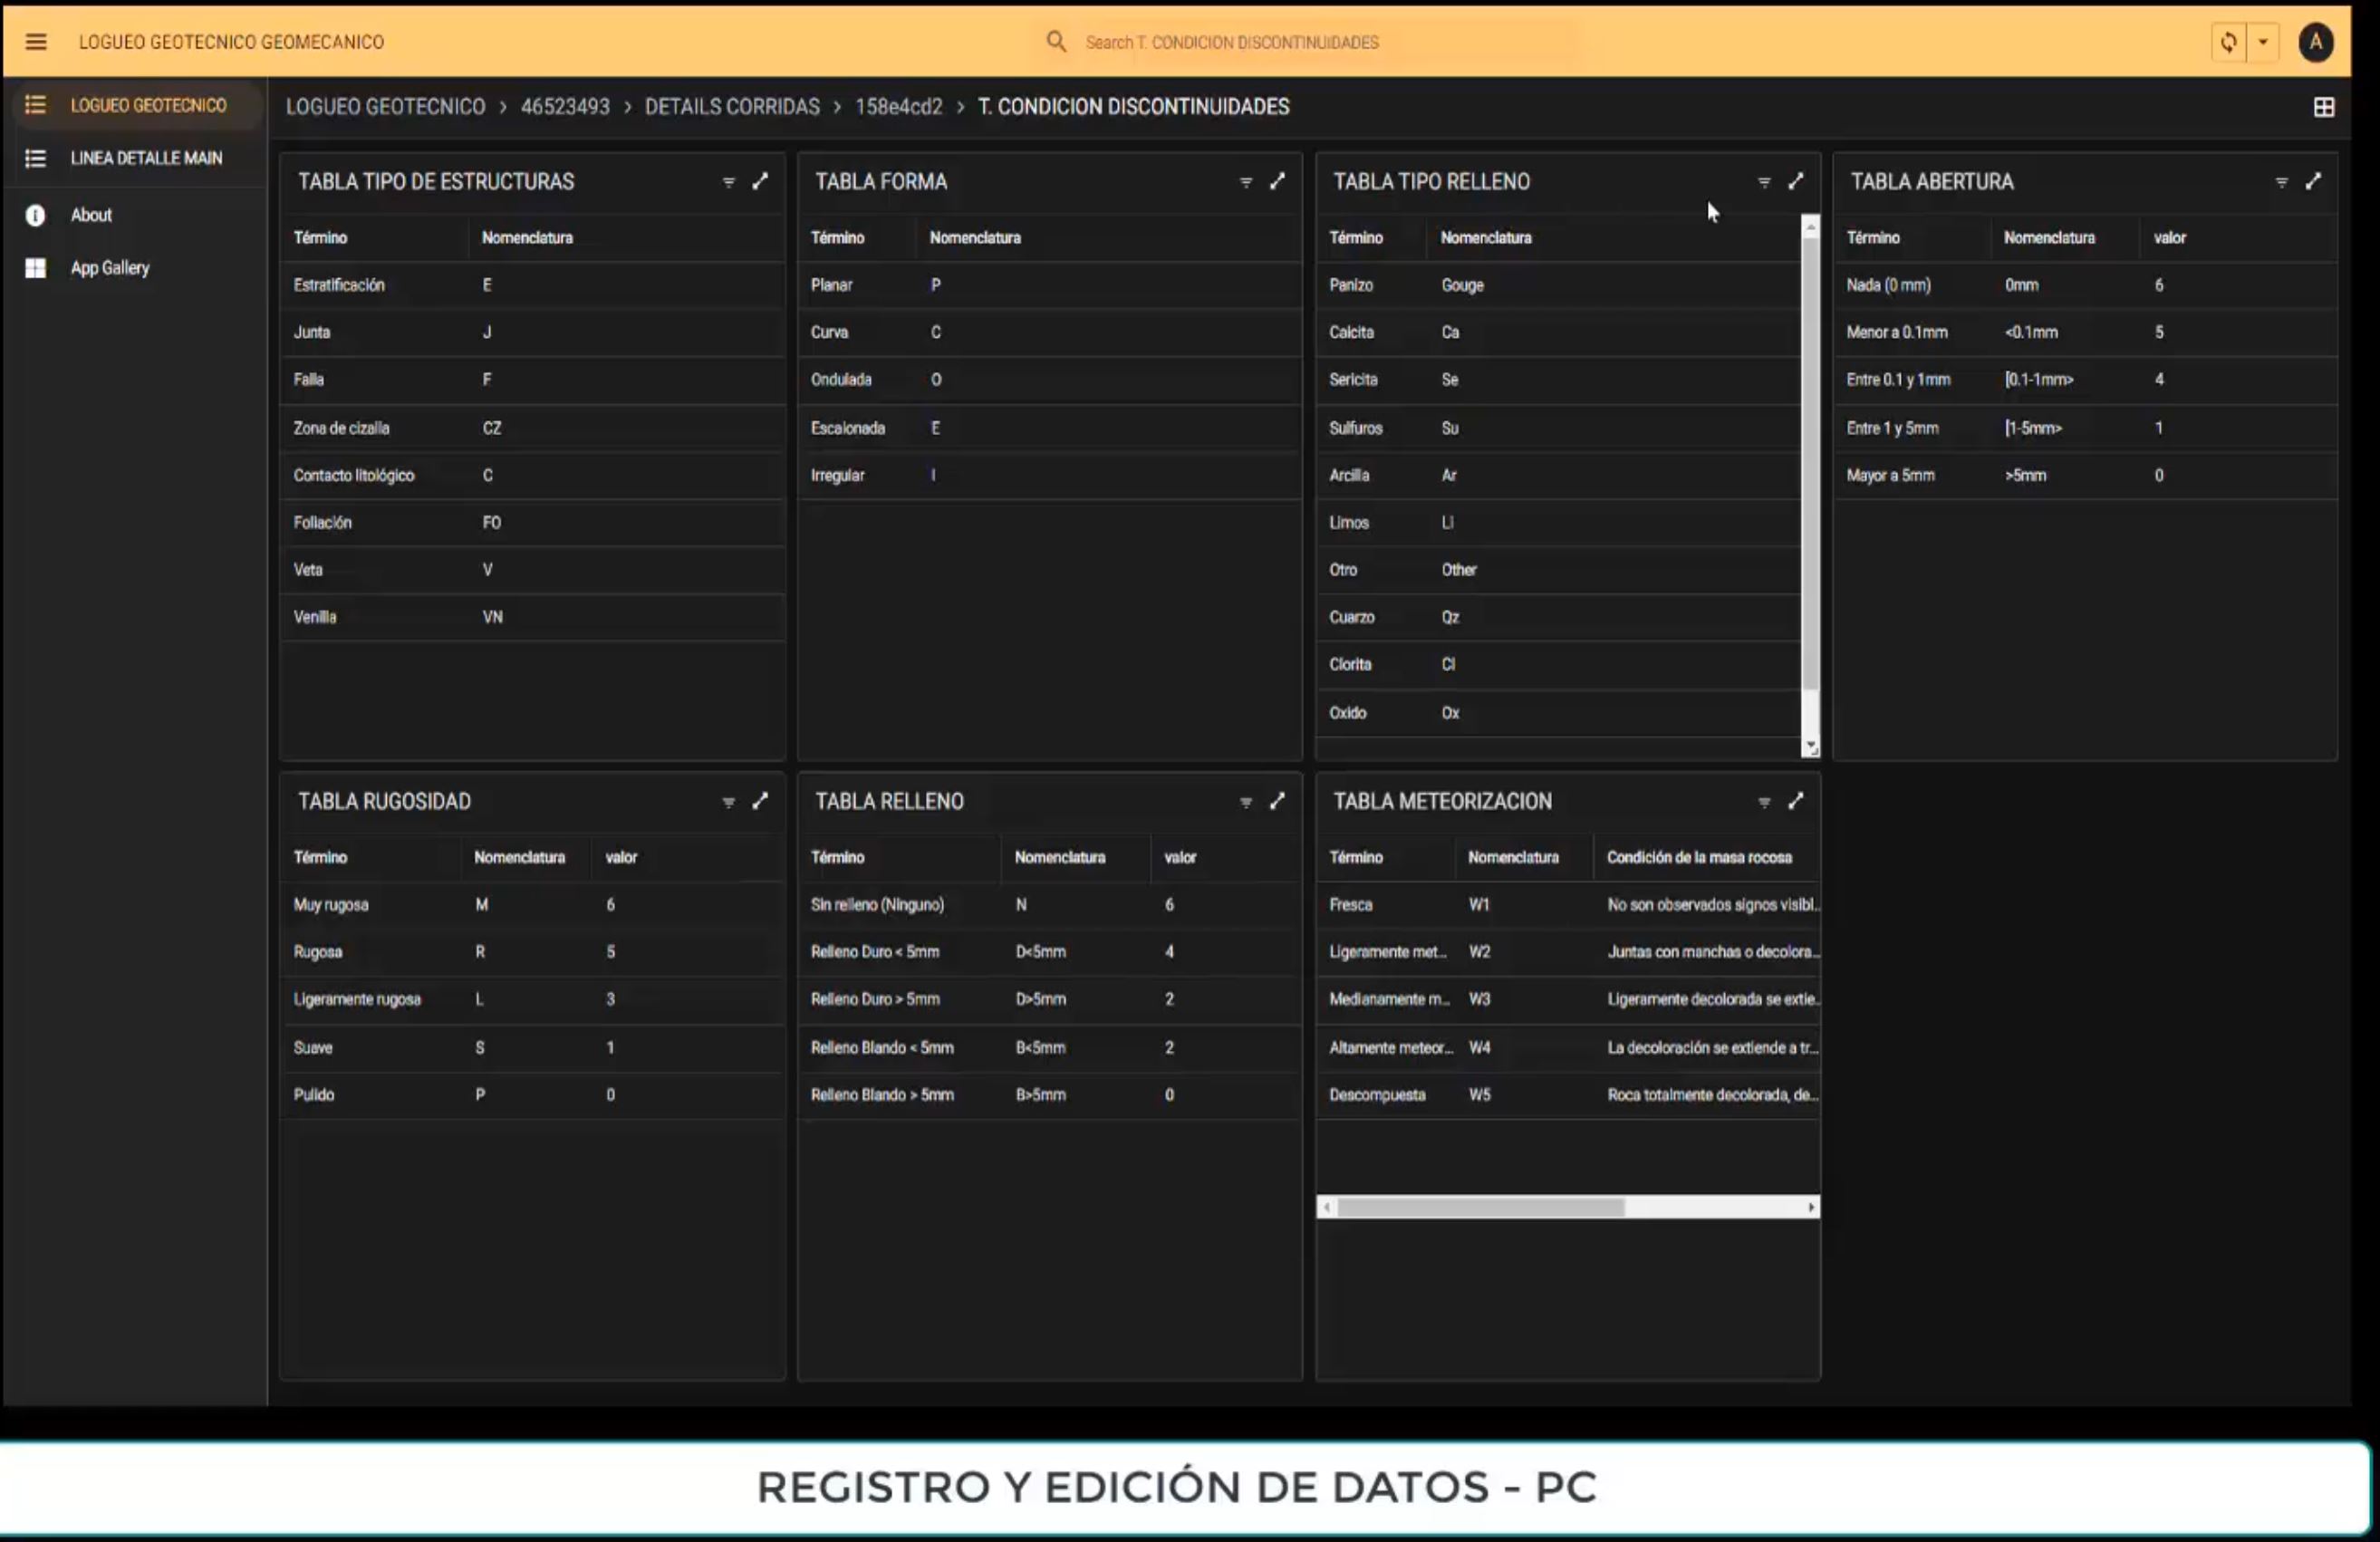 LOGUEO GEOTECNICO GEOMECANICO
Search T. CONDICION DISCONTINUIDADES
A
LOGUEO GEOTECNICO
LINEA DETALLE MAIN
About
App Gallery
LOGUEO GEOTECNICO > 46523493 > DETAILS CORRIDAS > 158e4cd2 > T. CONDICION DISCONTINUIDADES
TABLA TIPO DE ESTRUCTURAS
Término Nomenclatura
Estratificación E
Junta J
Falla F
Zona de cizalla CZ
Contacto litológico C
Foliación FO
Veta V
Venilla VN
TABLA FORMA
Término Nomenclatura
Planar P
Curva C
Ondulada O
Escalonada E
Irregular I
TABLA TIPO RELLENO
Término Nomenclatura
Panizo Gouge
Calcita Ca
Sericita Se
Sulfuros Su
Arcilla Ar
Limos Li
Otro Other
Cuarzo Qz
Clorita Cl
Oxido Ox
TABLA ABERTURA
Término Nomenclatura valor
Nada (0 mm) 0mm 6
Menor a 0.1mm <0.1mm 5
Entre 0.1 y 1mm [0.1-1mm> 4
Entre 1 y 5mm [1-5mm> 1
Mayor a 5mm >5mm 0
TABLA RUGOSIDAD
Término Nomenclatura valor
Muy rugosa M 6
Rugosa R 5
Ligeramente rugosa L 3
Suave S 1
Pulido P 0
TABLA RELLENO
Término Nomenclatura valor
Sin relleno (Ninguno) N 6
Relleno Duro < 5mm D<5mm 4
Relleno Duro > 5mm D>5mm 2
Relleno Blando < 5mm B<5mm 2
Relleno Blando > 5mm B>5mm 0
TABLA METEORIZACION
Término Nomenclatura Condición de la masa rocosa
Fresca W1 No son observados signos visibl...
Ligeramente met... W2 Juntas con manchas o decolora...
Medianamente m... W3 Ligeramente decolorada se extie...
Altamente meteor... W4 La decoloración se extiende a tr...
Descompuesta W5 Roca totalmente decolorada, de...
REGISTRO Y EDICIÓN DE DATOS - PC